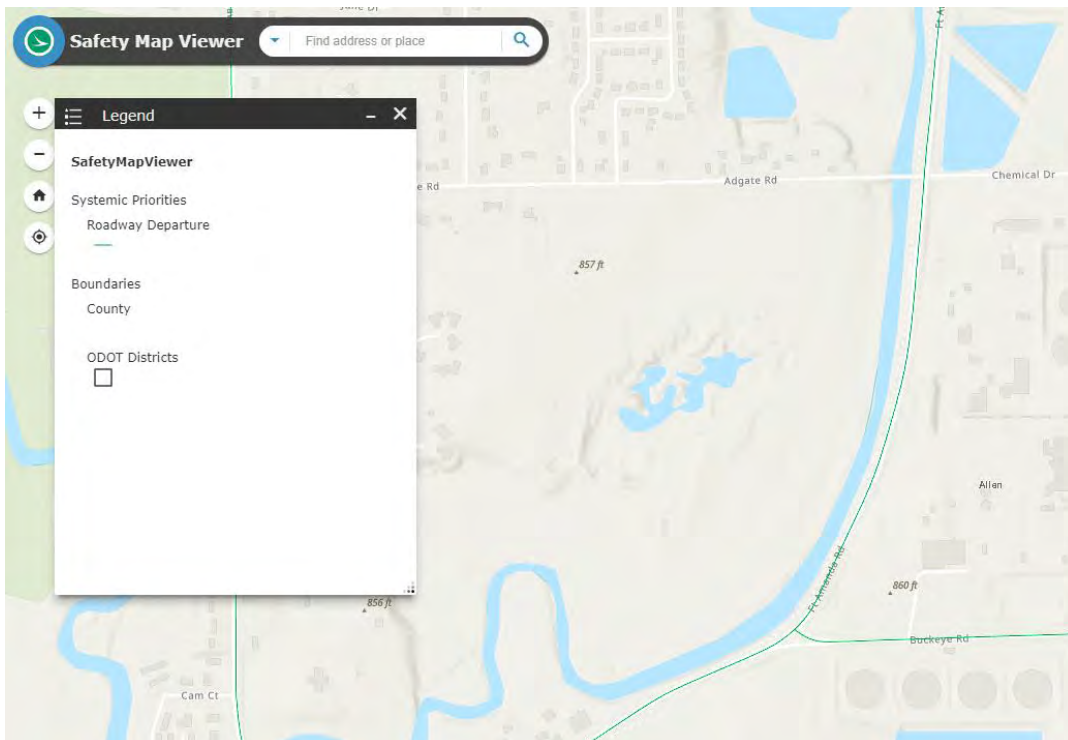 Safety Map Viewer
Find address or place
Legend
SafetyMapViewer
Systemic Priorities
Roadway Departure
Boundaries
County
ODOT Districts
Adgate Rd
Chemical Dr
857 ft
Allen
Ft Amanda Rd
860 ft
Buckeye Rd
856 ft
Cam Ct